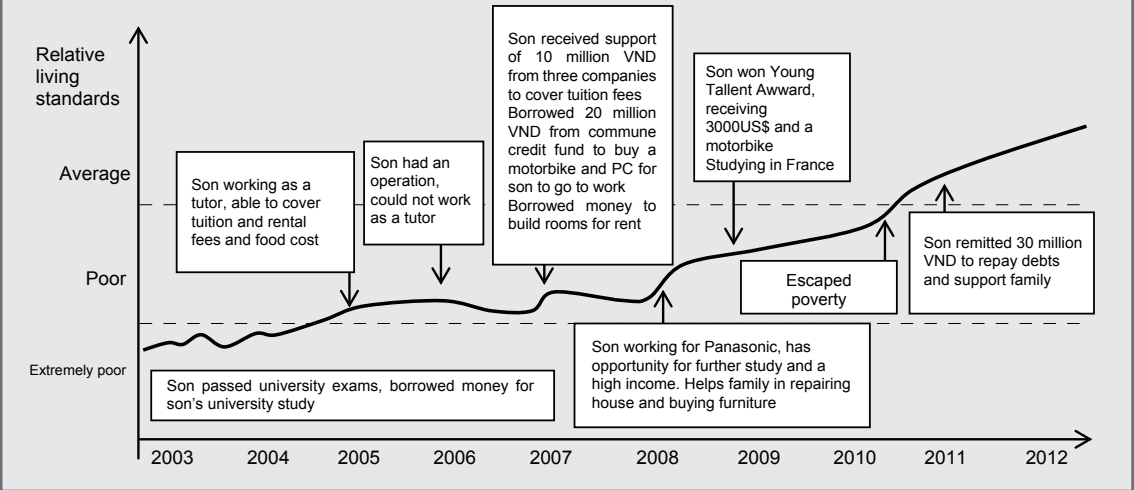 Relative
living
standards
Average
Poor
Extremely poor
Son working as a
tutor, able to cover
tuition and rental
fees and food cost
Son had an
operation,
could not work
as a tutor
Son received support
of 10 million VND
from three companies
to cover tuition fees
Borrowed 20 million
VND from commune
credit fund to buy a
motorbike and PC for
son to go to work
Borrowed money to
build rooms for rent
Son won Young
Tallent Awward,
receiving
3000US$ and a
motorbike
Studying in France
Escaped
poverty
Son remitted 30 million
VND to repay debts
and support family
Son working for Panasonic, has
opportunity for further study and a
high income. Helps family in repairing
house and buying furniture
Son passed university exams, borrowed money for
son's university study
2003 2004 2005 2006 2007 2008 2009 2010 2011 2012